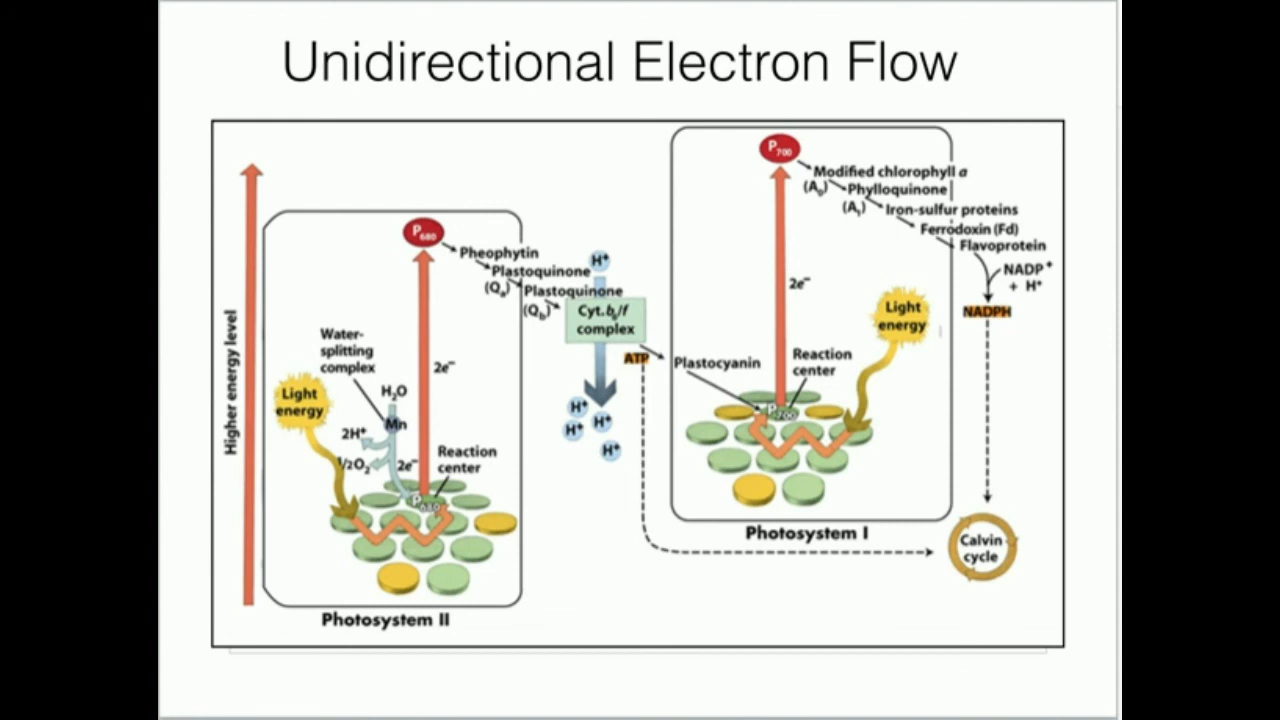 Unidirectional Electron Flow
Higher energy level
P680
Pheophytin
Plastoquinone
(Qa)
Plastoquinone
(Qb)
H+
Cyt. b6/f
complex
ATP
H+
H+
H+
H+
Water-
splitting
complex
Light
energy
H2O
Mn
2H+
1/2O2
2e−
2e−
Reaction
center
P680
Photosystem II
P700
Modified chlorophyll a
(A0)
Phylloquinone
(A1)
Iron-sulfur proteins
Ferrodoxin (Fd)
Flavoprotein
NADP+
+ H+
NADPH
2e−
Light
energy
Plastocyanin
Reaction
center
P700
Photosystem I
Calvin
cycle